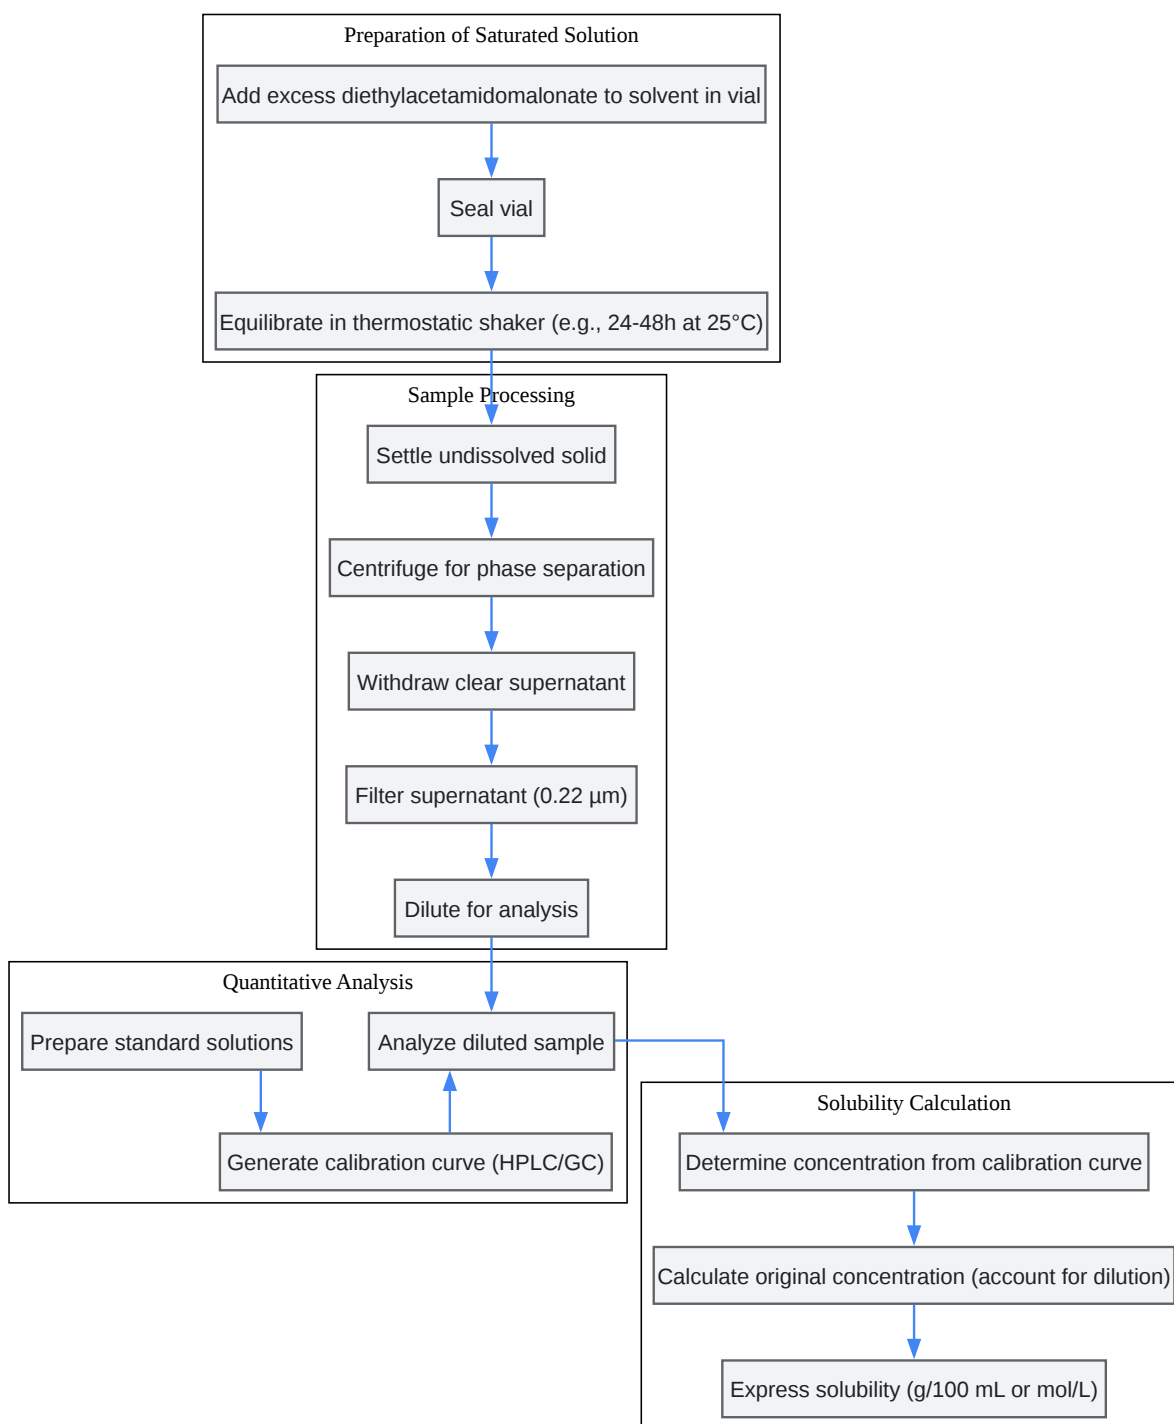 Preparation of Saturated Solution
Add excess diethylacetamidomalonate to solvent in vial
Seal vial
Equilibrate in thermostatic shaker (e.g., 24-48h at 25°C)
Sample Processing
Settle undissolved solid
Centrifuge for phase separation
Withdraw clear supernatant
Filter supernatant (0.22 µm)
Dilute for analysis
Quantitative Analysis
Prepare standard solutions
Analyze diluted sample
Generate calibration curve (HPLC/GC)
Solubility Calculation
Determine concentration from calibration curve
Calculate original concentration (account for dilution)
Express solubility (g/100 mL or mol/L)